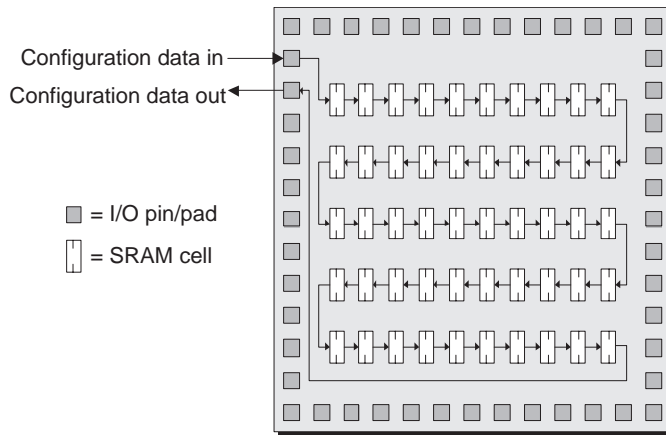 Configuration data in
Configuration data out
= I/O pin/pad
= SRAM cell